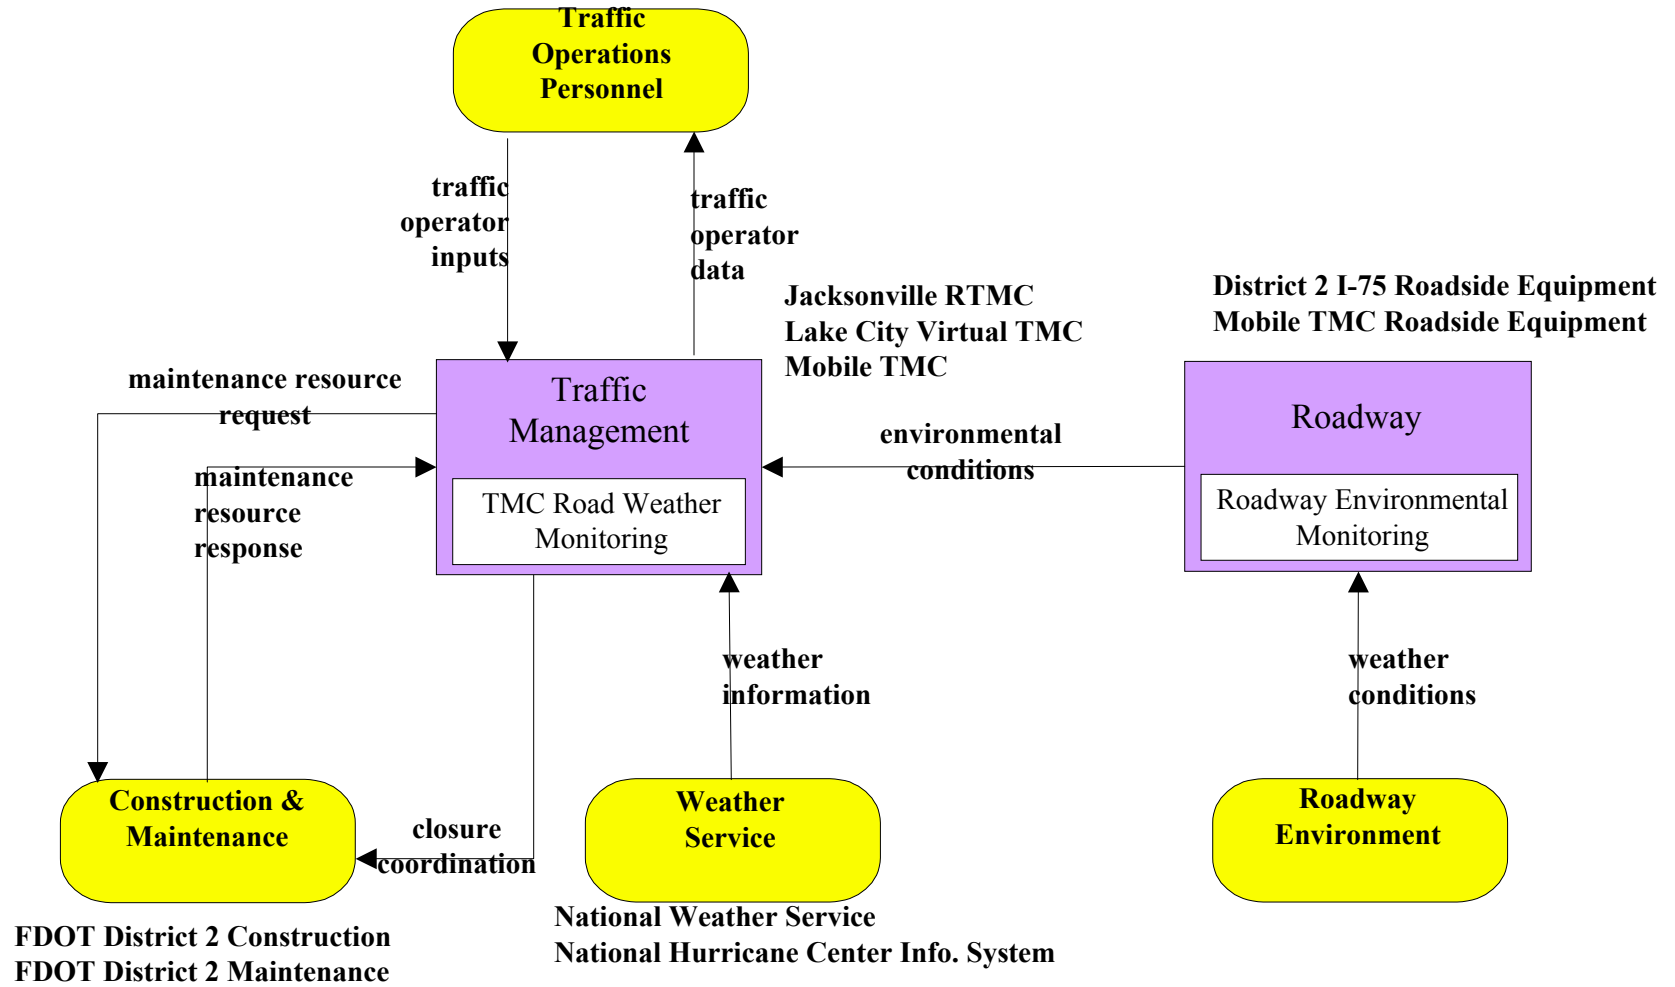 Traffic
Operations
Personnel
traffic
operator
inputs
traffic
operator
data
Jacksonville RTMC
Lake City Virtual TMC
Mobile TMC
District 2 I-75 Roadside Equipment
Mobile TMC Roadside Equipment
maintenance resource
request
Traffic
Management
TMC Road Weather
Monitoring
environmental
conditions
Roadway
Roadway Environmental
Monitoring
maintenance
resource
response
weather
information
weather
conditions
Construction &
Maintenance
closure
coordination
Weather
Service
Roadway
Environment
FDOT District 2 Construction
FDOT District 2 Maintenance
National Weather Service
National Hurricane Center Info. System